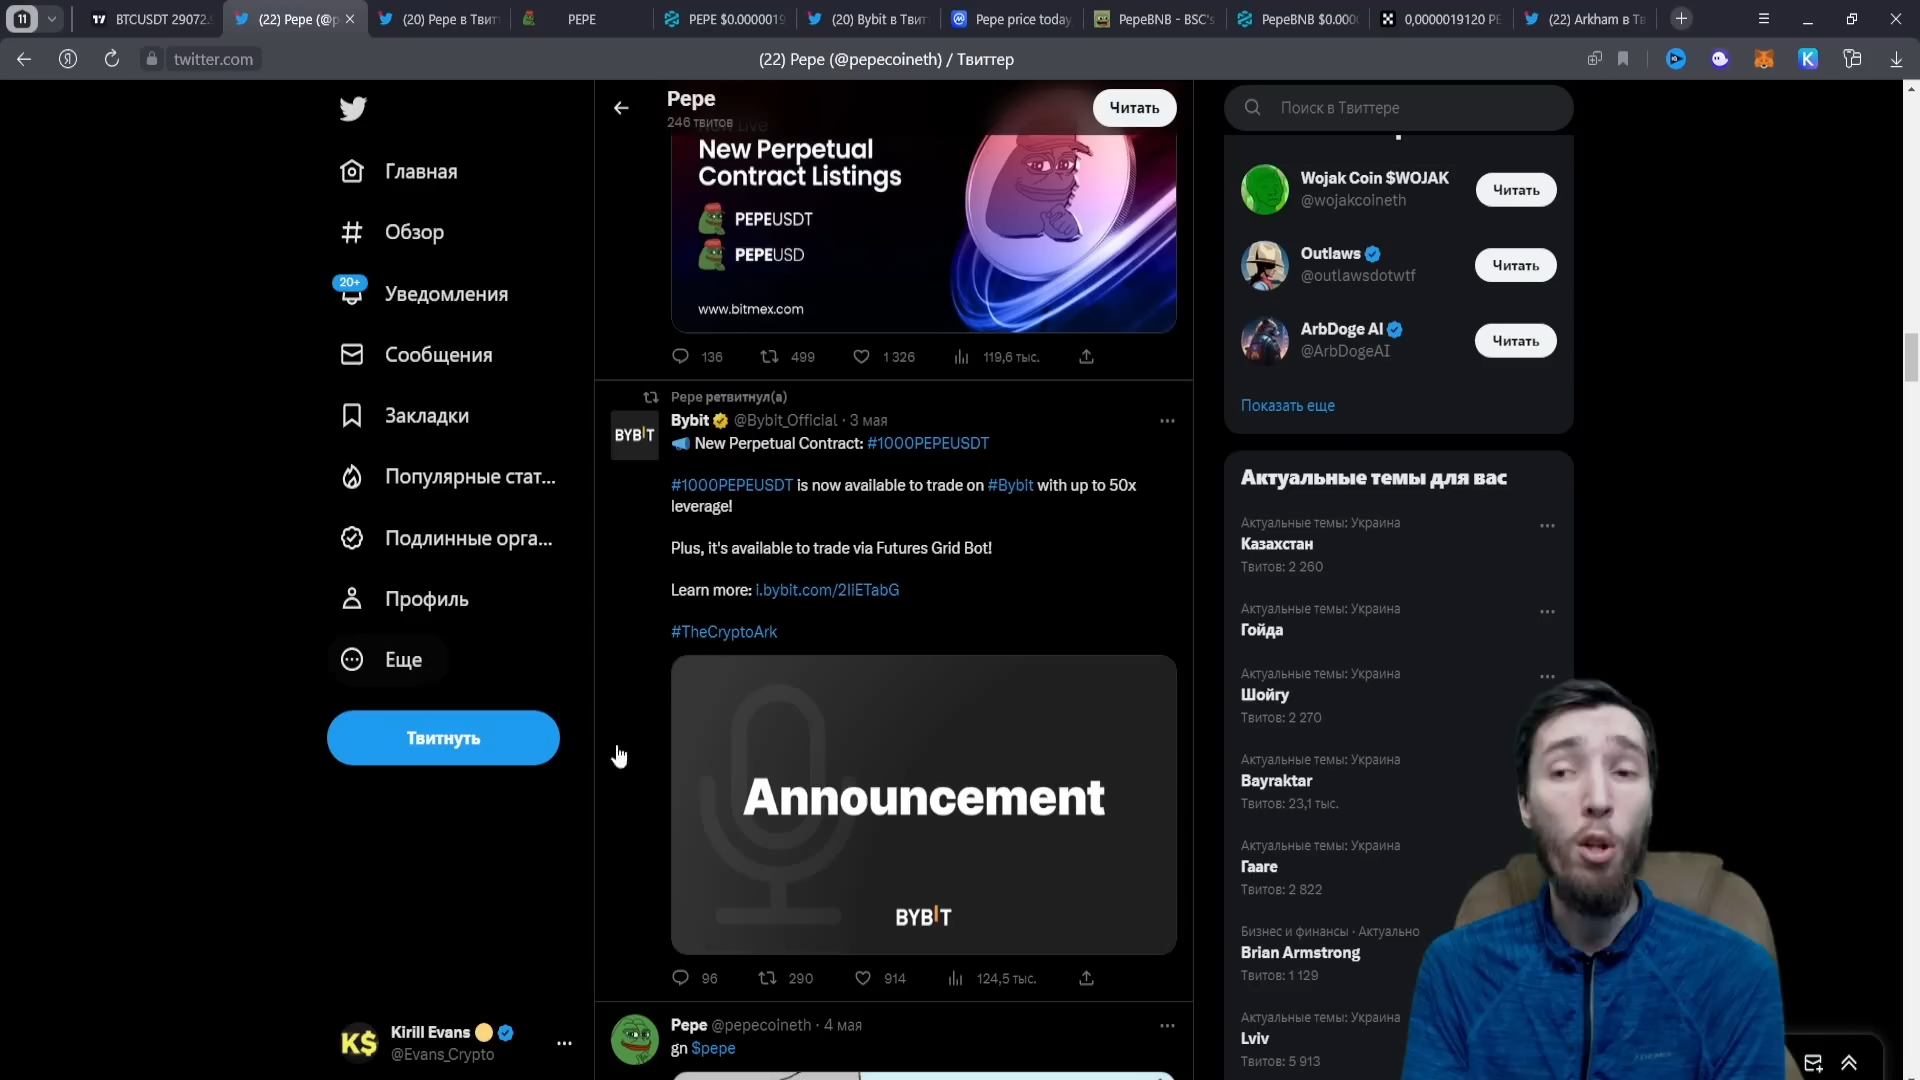 11
BTCUSDT 29072.
(22) Pepe (@p
(20) Pepe в Твит
PEPE
PEPE $0.0000019
(20) Bybit в Твит
Pepe price today
PepeBNB - BSC's
PepeBNB $0.000
0,0000019120 PE
(22) Arkham в Тв
twitter.com
(22) Pepe (@pepecoineth) / Твиттер
Главная
Обзор
20+
Уведомления
Сообщения
Закладки
Популярные стат...
Подлинные орга...
Профиль
Еще
Твитнуть
K$
Kirill Evans
@Evans_Crypto
Pepe
246 твитов
Читать
New Perpetual
Contract Listings
PEPEUSDT
PEPEUSD
www.bitmex.com
136 499 1 326 119,6 тыс.
Pepe ретвитнул(а)
BYBIT
Bybit @Bybit_Official · 3 мая
New Perpetual Contract: #1000PEPEUSDT
#1000PEPEUSDT is now available to trade on #Bybit with up to 50x
leverage!
Plus, it's available to trade via Futures Grid Bot!
Learn more: i.bybit.com/2IiETabG
#TheCryptoArk
Announcement
BYBIT
96 290 914 124,5 тыс.
Pepe @pepecoineth · 4 мая
gn $pepe
Поиск в Твиттере
Wojak Coin $WOJAK
@wojakcoineth
Читать
Outlaws
@outlawsdotwtf
Читать
ArbDoge AI
@ArbDogeAI
Читать
Показать еще
Актуальные темы для вас
Актуальные темы: Украина
Казахстан
Твитов: 2 260
Актуальные темы: Украина
Гойда
Актуальные темы: Украина
Шойгу
Твитов: 2 270
Актуальные темы: Украина
Bayraktar
Твитов: 23,1 тыс.
Актуальные темы: Украина
Гааге
Твитов: 2 822
Бизнес и финансы · Актуально
Brian Armstrong
Твитов: 1 129
Актуальные темы: Украина
Lviv
Твитов: 5 913